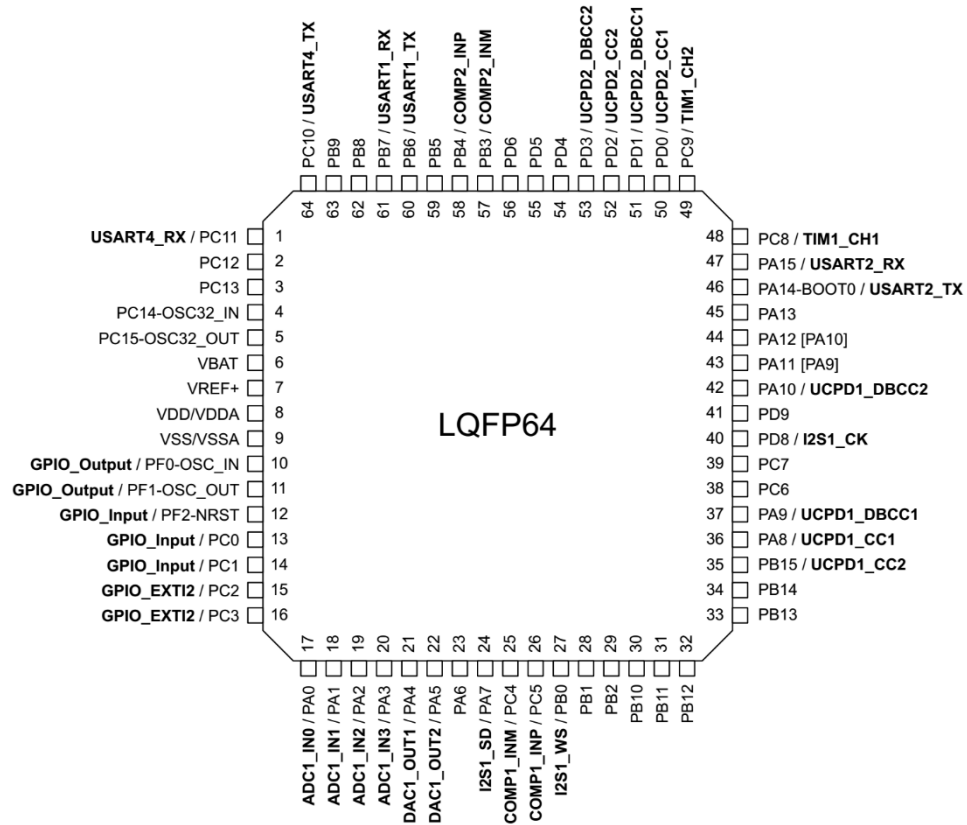 PC10 / USART4_TX
PB9
PB8
PB7 / USART1_RX
PB6 / USART1_TX
PB5
PB4 / COMP2_INP
PB3 / COMP2_INM
PD6
PD5
PD4
PD3 / UCPD2_DBCC2
PD2 / UCPD2_CC2
PD1 / UCPD2_DBCC1
PD0 / UCPD2_CC1
PC9 / TIM1_CH2
64
63
62
61
60
59
58
57
56
55
54
53
52
51
50
49
USART4_RX / PC11 1
PC12 2
PC13 3
PC14-OSC32_IN 4
PC15-OSC32_OUT 5
VBAT 6
VREF+ 7
VDD/VDDA 8
VSS/VSSA 9
GPIO_Output / PF0-OSC_IN 10
GPIO_Output / PF1-OSC_OUT 11
GPIO_Input / PF2-NRST 12
GPIO_Input / PC0 13
GPIO_Input / PC1 14
GPIO_EXTI2 / PC2 15
GPIO_EXTI2 / PC3 16
LQFP64
48 PC8 / TIM1_CH1
47 PA15 / USART2_RX
46 PA14-BOOT0 / USART2_TX
45 PA13
44 PA12 [PA10]
43 PA11 [PA9]
42 PA10 / UCPD1_DBCC2
41 PD9
40 PD8 / I2S1_CK
39 PC7
38 PC6
37 PA9 / UCPD1_DBCC1
36 PA8 / UCPD1_CC1
35 PB15 / UCPD1_CC2
34 PB14
33 PB13
17
18
19
20
21
22
23
24
25
26
27
28
29
30
31
32
ADC1_IN0 / PA0
ADC1_IN1 / PA1
ADC1_IN2 / PA2
ADC1_IN3 / PA3
DAC1_OUT1 / PA4
DAC1_OUT2 / PA5
PA6
I2S1_SD / PA7
COMP1_INM / PC4
COMP1_INP / PC5
I2S1_WS / PB0
PB1
PB2
PB10
PB11
PB12